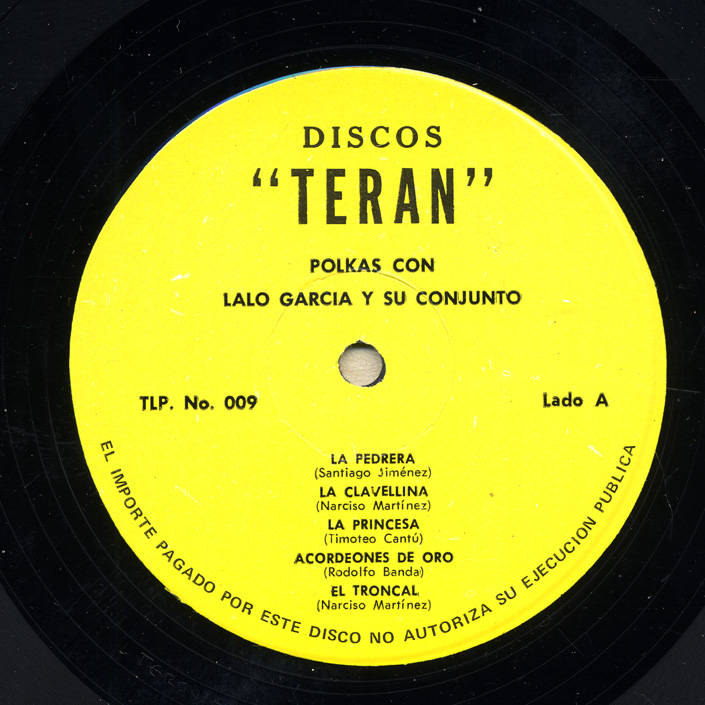 DISCOS
"TERAN"
POLKAS CON
LALO GARCIA Y SU CONJUNTO
TLP. No. 009
Lado A
LA PEDRERA
(Santiago Jiménez)
LA CLAVELLINA
(Narciso Martínez)
LA PRINCESA
(Timoteo Cantú)
ACORDEONES DE ORO
(Rodolfo Banda)
EL TRONCAL
(Narciso Martínez)
EL IMPORTE PAGADO POR ESTE DISCO NO AUTORIZA SU EJECUCION PUBLICA